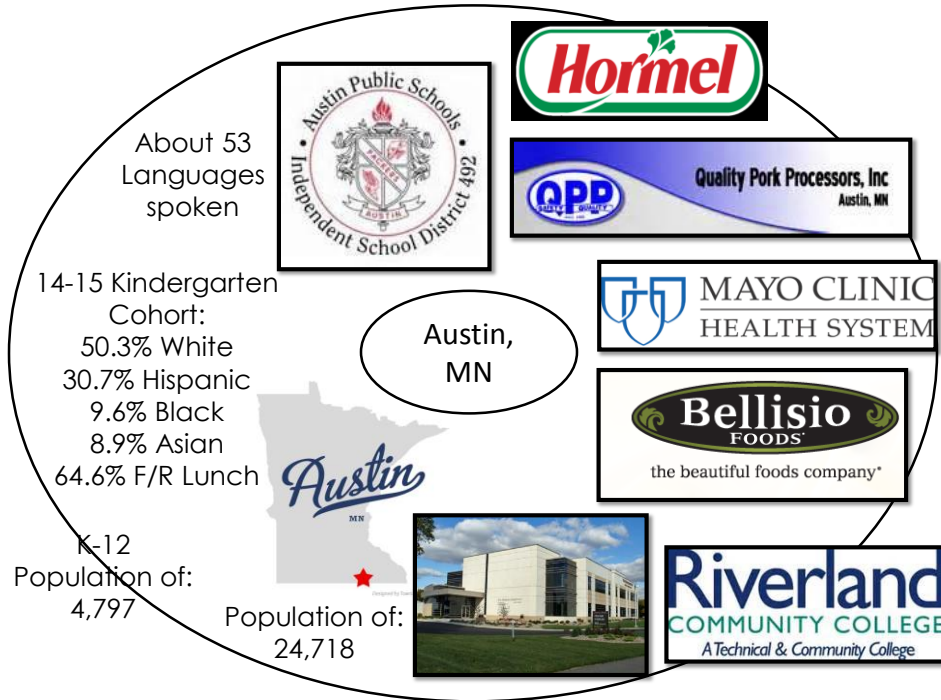 Hormel
Austin Public Schools
Independent School District 492
PACKERS
AUSTIN
About 53
Languages
spoken
QPP
SAFETY QUALITY
Quality Pork Processors, Inc
Austin, MN
14-15 Kindergarten
Cohort:
50.3% White
30.7% Hispanic
9.6% Black
8.9% Asian
64.6% F/R Lunch
MAYO CLINIC
HEALTH SYSTEM
Austin,
MN
Bellisio
FOODS
the beautiful foods company*
Austin
MN
K-12
Population of:
4,797
Population of:
24,718
Riverland
COMMUNITY COLLEGE
A Technical & Community College